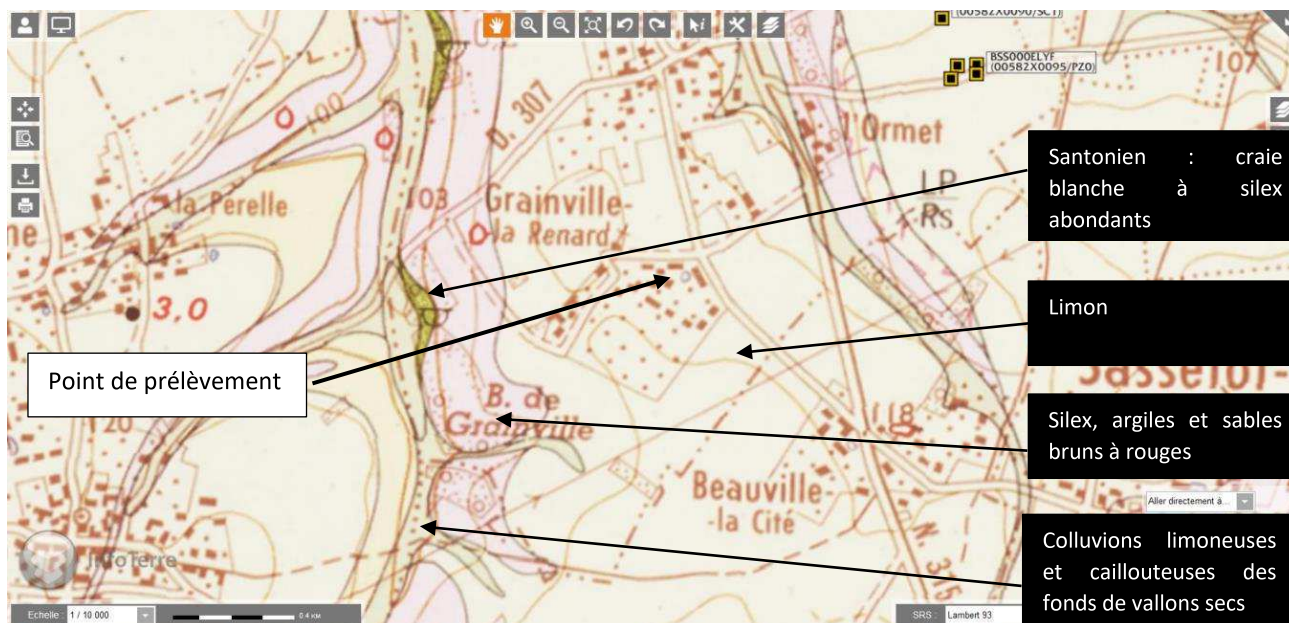 (00582X0090/SCT)
BSS000ELYF
(00582X0095/PZ0)
107
100
D. 307
l'Ormet
LP
RS
Santonien : craie
blanche à silex
abondants
la Perelle
103
Grainville-
-la Renard
3,0
Limon
Point de prélèvement
Sassetot-
B. de
Grainville
118
120
Silex, argiles et sables
bruns à rouges
Beauville-
-la Cité
Aller directement à...
N. 315
Colluvions limoneuses
et caillouteuses des
fonds de vallons secs
InfoTerre
Echelle : 1 / 10 000
0.4 KM
SRS : Lambert 93